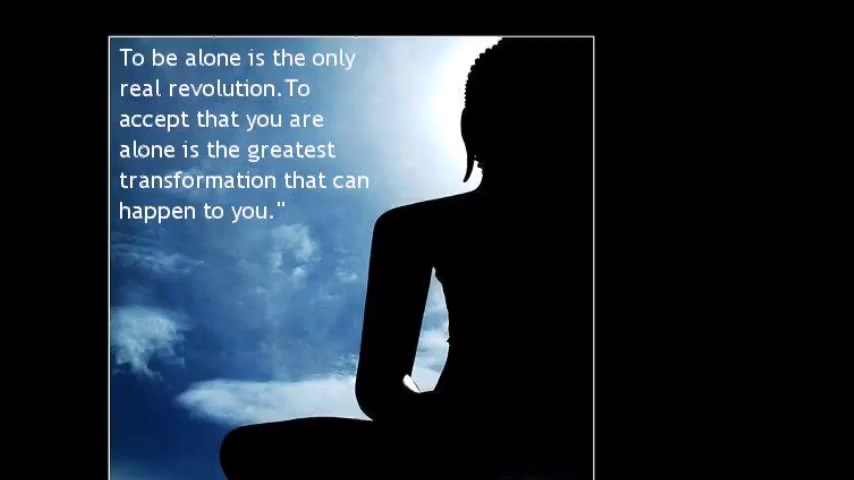 To be alone is the only
real revolution.To
accept that you are
alone is the greatest
transformation that can
happen to you."